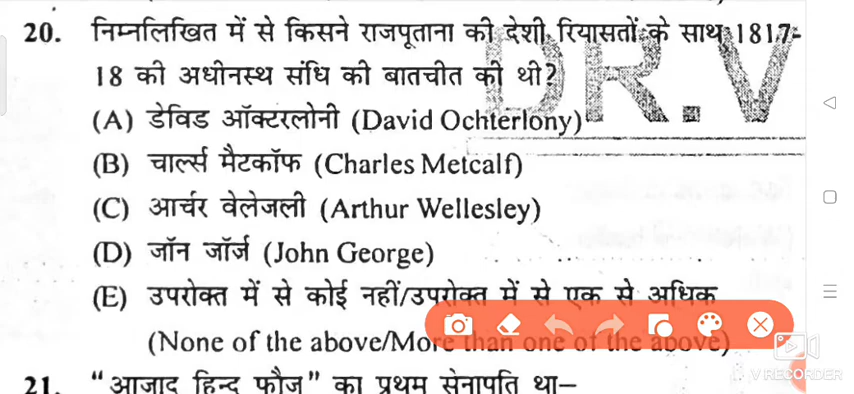 20. निम्नलिखित में से किसने राजपूताना की देशी रियासतों के साथ 1817-
18 की अधीनस्थ संधि की बातचीत की थी?
DR.V
(A) डेविड ऑक्टरलोनी (David Ochterlony)
(B) चार्ल्स मैटकॉफ (Charles Metcalf)
(C) आर्चर वेलेजली (Arthur Wellesley)
(D) जॉन जॉर्ज (John George)
(E) उपरोक्त में से कोई नहीं/उपरोक्त में से एक से अधिक
(None of the above/More than one of the above)
V RECORDER
21. “आजाद हिन्द फौज” का प्रथम सेनापति था–